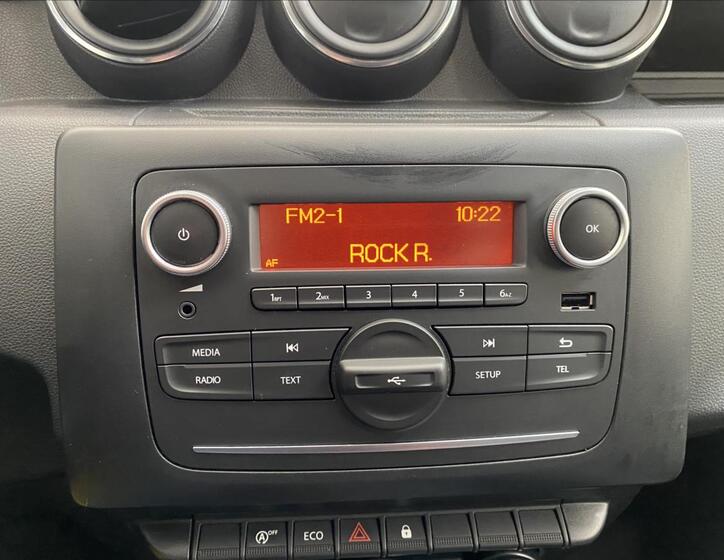 FM2-1 10:22
AF ROCK R.
OK
1RPT 2MIX 3 4 5 6A-Z
MEDIA
RADIO TEXT SETUP TEL
A OFF ECO